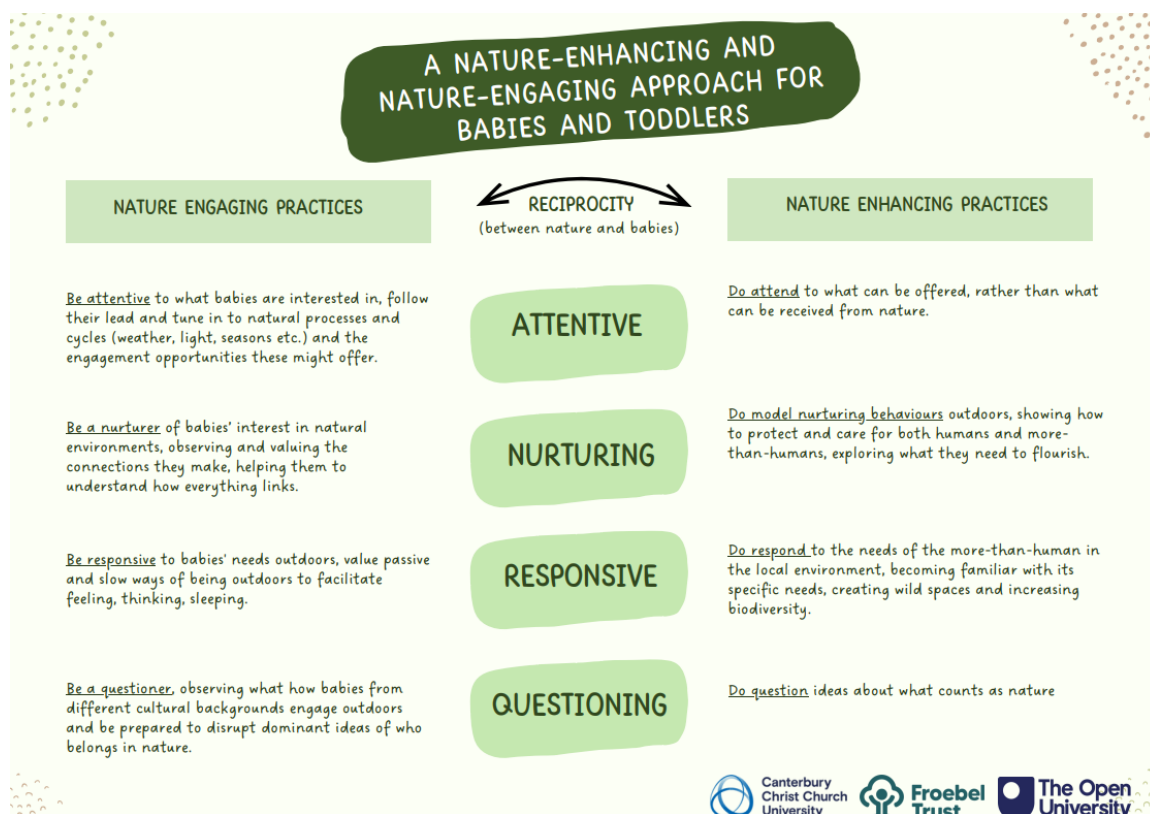 A NATURE-ENHANCING AND
NATURE-ENGAGING APPROACH FOR
BABIES AND TODDLERS
NATURE ENGAGING PRACTICES
RECIPROCITY
(between nature and babies)
NATURE ENHANCING PRACTICES
Be attentive to what babies are interested in, follow
their lead and tune in to natural processes and
cycles (weather, light, seasons etc.) and the
engagement opportunities these might offer.
ATTENTIVE
Do attend to what can be offered, rather than what
can be received from nature.
Be a nurturer of babies' interest in natural
environments, observing and valuing the
connections they make, helping them to
understand how everything links.
NURTURING
Do model nurturing behaviours outdoors, showing how
to protect and care for both humans and more-
than-humans, exploring what they need to flourish.
Be responsive to babies' needs outdoors, value passive
and slow ways of being outdoors to facilitate
feeling, thinking, sleeping.
RESPONSIVE
Do respond to the needs of the more-than-human in
the local environment, becoming familiar with its
specific needs, creating wild spaces and increasing
biodiversity.
Be a questioner, observing what how babies from
different cultural backgrounds engage outdoors
and be prepared to disrupt dominant ideas of who
belongs in nature.
QUESTIONING
Do question ideas about what counts as nature
Canterbury
Christ Church
University
Froebel
Trust
The Open
University